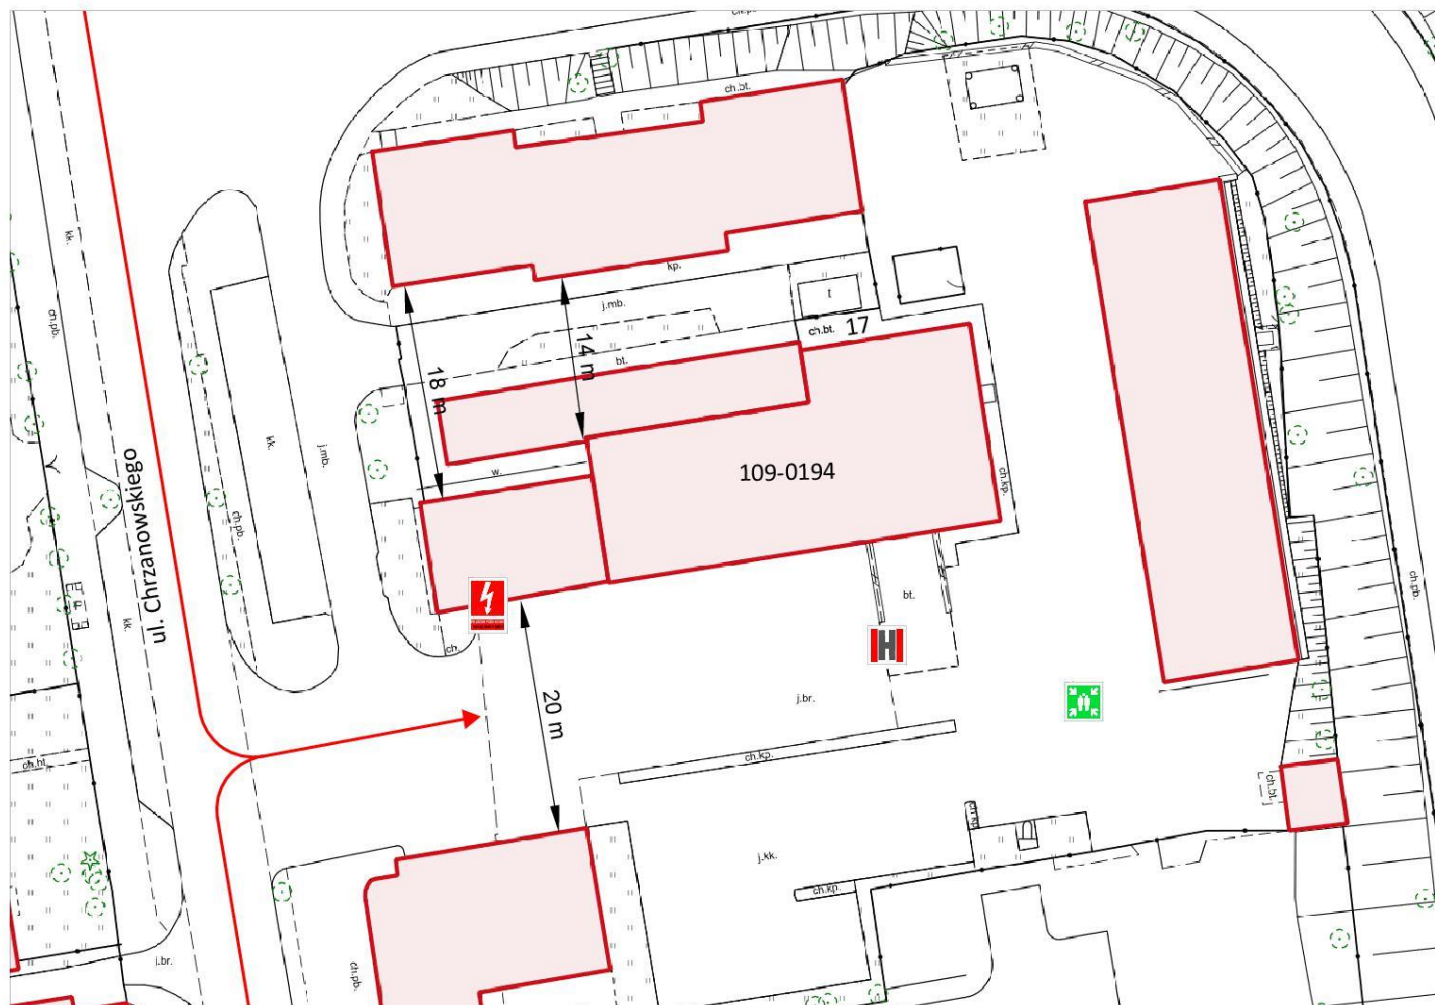 ch.bt.
kk.
kp.
t
j.mb.
ch.bt. 17
ch.pb.
14 m
bt.
18 m
kk.
j.mb.
w.
109-0194
ch.kp.
ul. Chrzanowskiego
ch.pb.
ch.pb.
kk.
bt.
ch.
H
j.br.
20 m
ch.kp.
ch.ht.
ch.bt.
ch.kp.
j.kk.
ch.kp.
j.br.
ch.pb.